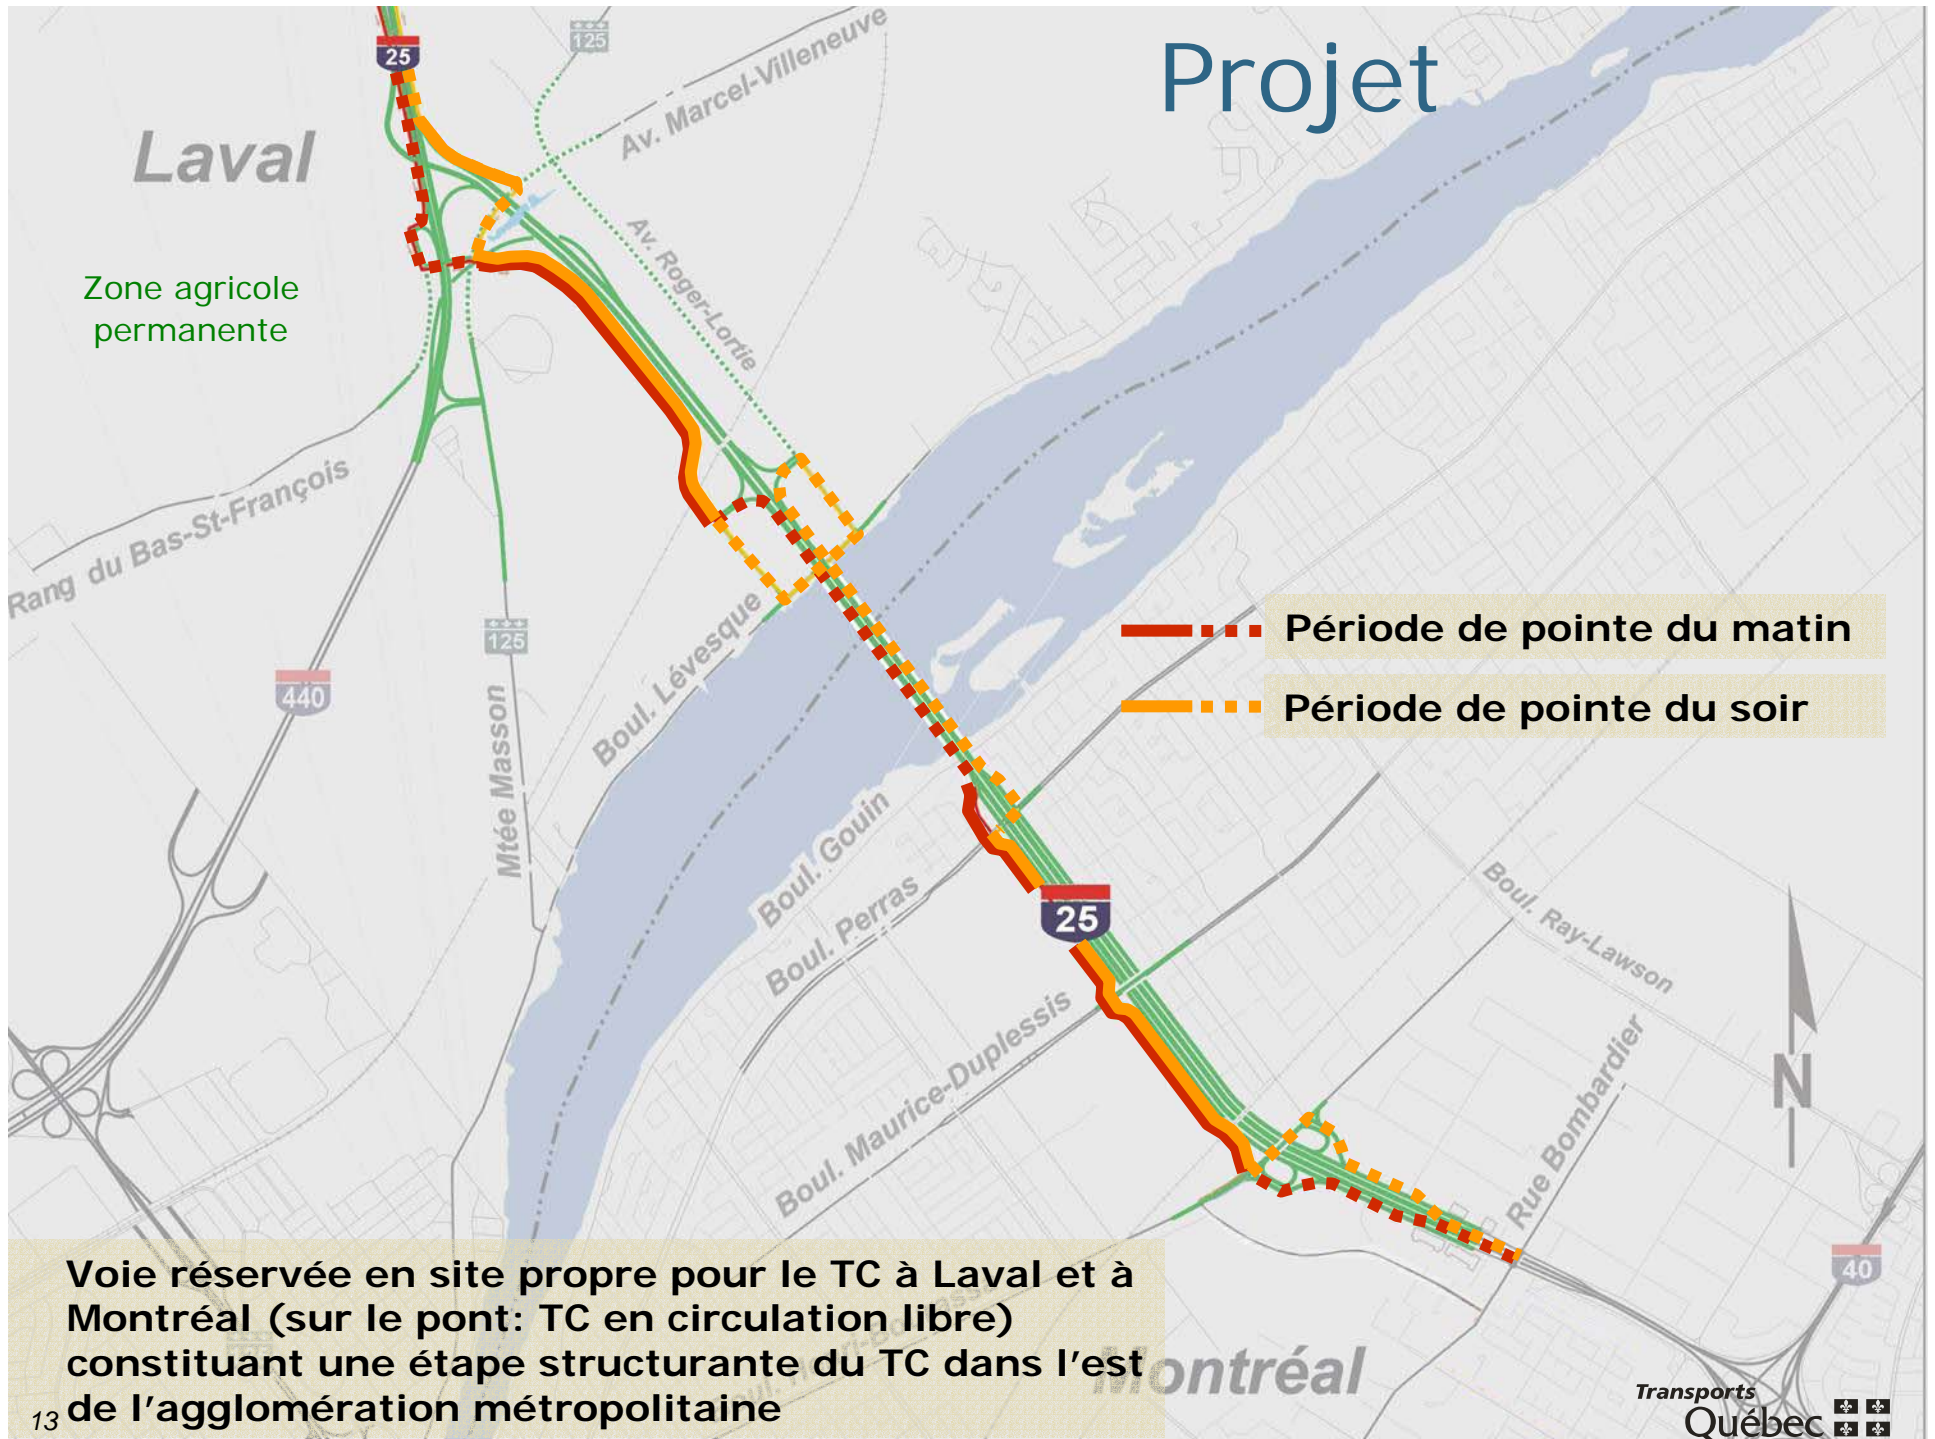 Projet
25
125
Av. Marcel-Villeneuve
Laval
Av. Roger-Lortie
Zone agricole
permanente
Rang du Bas-St-François
125
440
Mtée Masson
Boul. Lévesque
Période de pointe du matin
Période de pointe du soir
Boul. Gouin
Boul. Perras
25
Boul. Ray-Lawson
Boul. Maurice-Duplessis
Rue Bombardier
N
40
Voie réservée en site propre pour le TC à Laval et à
Montréal (sur le pont: TC en circulation libre)
constituant une étape structurante du TC dans l'est
de l'agglomération métropolitaine
Montréal
13
Transports
Québec